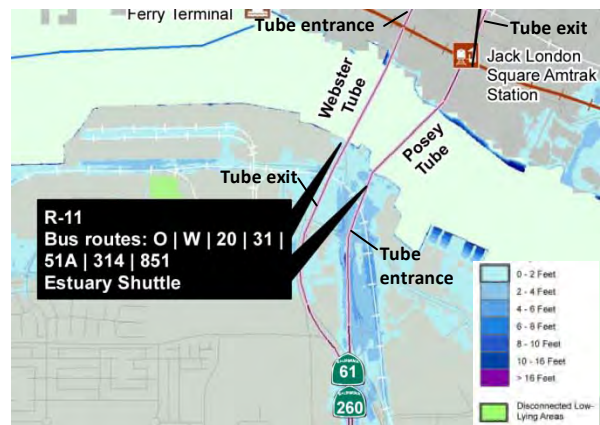 Ferry Terminal
Tube entrance
Tube exit
Jack London
Square Amtrak
Station
Webster
Tube
Posey
Tube
Tube exit
R-11
Bus routes: O | W | 20 | 31 |
51A | 314 | 851
Estuary Shuttle
Tube
entrance
61
260
0 - 2 Feet
2 - 4 Feet
4 - 6 Feet
6 - 8 Feet
8 - 10 Feet
10 - 16 Feet
> 16 Feet
Disconnected Low-
Lying Areas